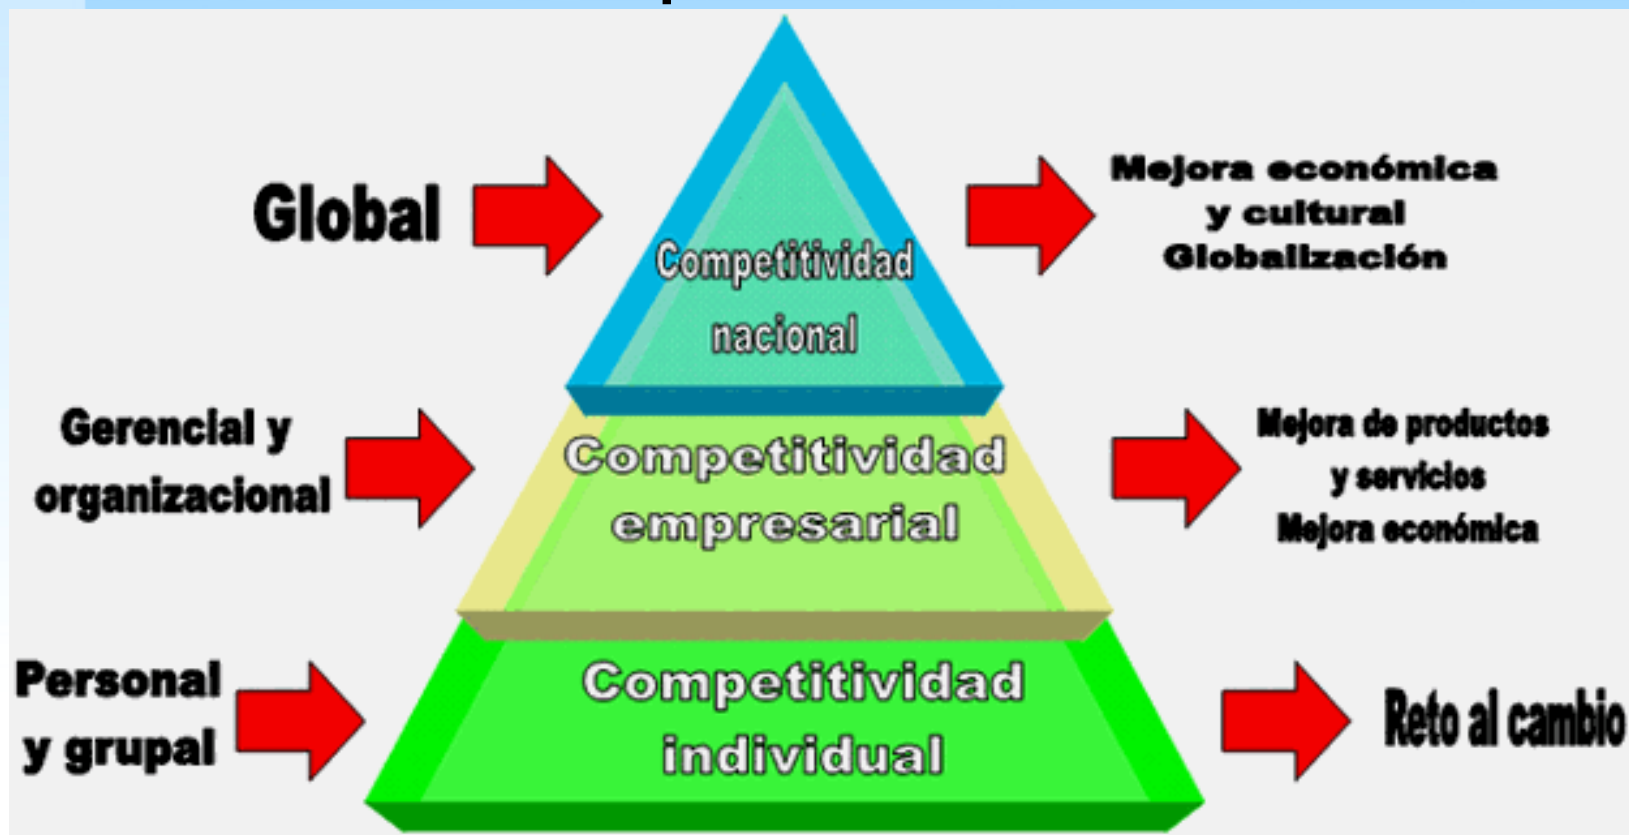 Global
Competitividad
nacional
Mejora económica
y cultural
Globalización
Gerencial y
organizacional
Competitividad
empresarial
Mejora de productos
y servicios
Mejora económica
Personal
y grupal
Competitividad
individual
Reto al cambio